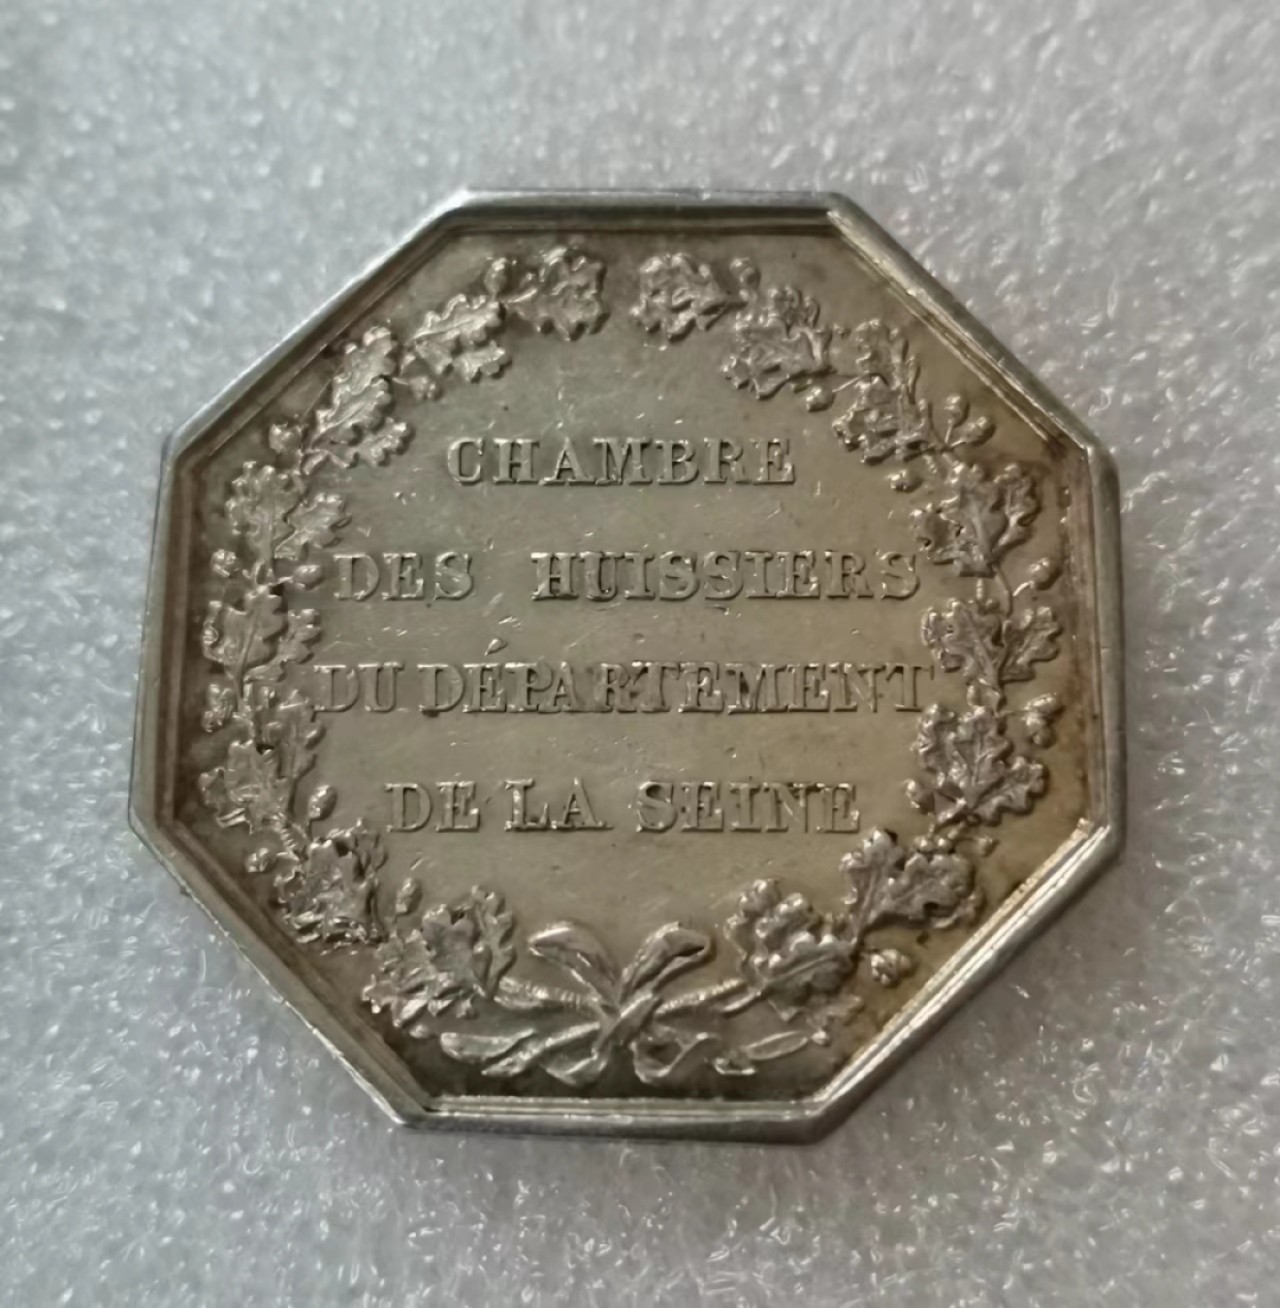 CHAMBRE
DES HUISSIERS
DU DÉPARTEMENT
DE LA SEINE